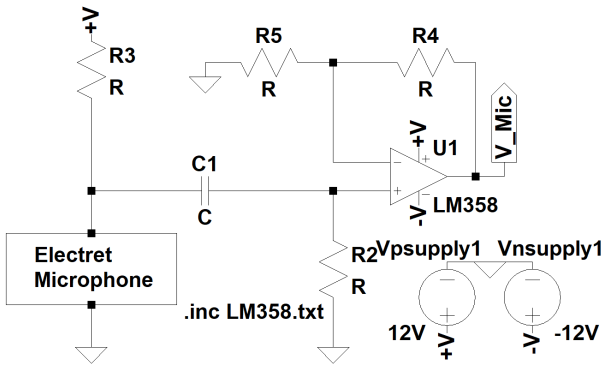 +V
R3
R
R5
R
R4
R
V_Mic
+V
U1
LM358
-V
C1
C
R2
R
Electret
Microphone
.inc LM358.txt
Vpsupply1
12V
+V
Vnsupply1
-12V
-V